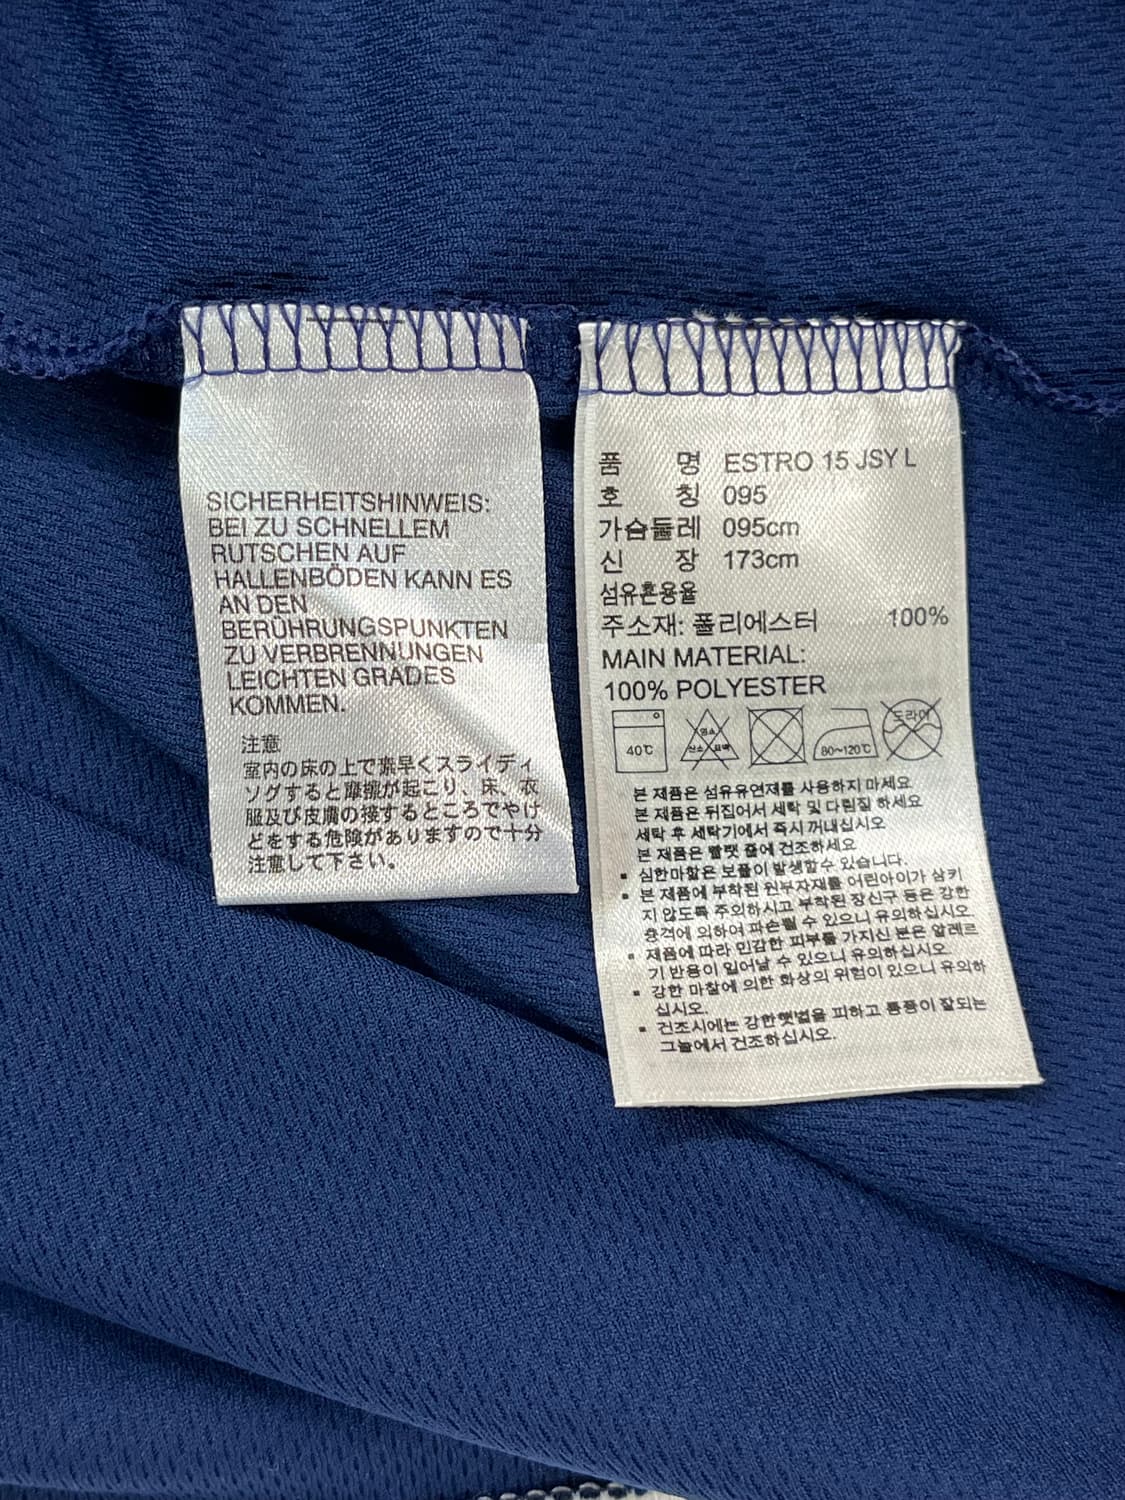 SICHERHEITSHINWEIS:
BEI ZU SCHNELLEM
RUTSCHEN AUF
HALLENBÖDEN KANN ES
AN DEN
BERÜHRUNGSPUNKTEN
ZU VERBRENNUNGEN
LEICHTEN GRADES
KOMMEN.
注意
室内の床の上で素早くスライディ
ングすると摩擦が起こり、床、衣
服及び皮膚の接するところでやけ
どをする危険がありますので十分
注意して下さい。
품 명 ESTRO 15 JSY L
호 칭 095
가슴둘레 095cm
신 장 173cm
섬유혼용율
주소재: 폴리에스터 100%
MAIN MATERIAL:
100% POLYESTER
40℃ 염소 산소 표백 80~120℃ 드라이
본 제품은 섬유유연재를 사용하지 마세요
본 제품은 뒤집어서 세탁 및 다림질 하세요
세탁 후 세탁기에서 즉시 꺼내십시오
본 제품은 빨랫 줄에 건조하세요
▪ 심한마찰은 보풀이 발생할수 있습니다.
▪ 본 제품에 부착된 원부자재를 어린아이가 삼키
지 않도록 주의하시고 부착된 장신구 등은 강한
충격에 의하여 파손될 수 있으니 유의하십시오
▪ 제품에 따라 민감한 피부를 가지신 분은 알레르
기 반응이 일어날 수 있으니 유의하십시오
▪ 강한 마찰에 의한 화상의 위험이 있으니 유의하
십시오.
▪ 건조시에는 강한햇볕을 피하고 통풍이 잘되는
그늘에서 건조하십시오.